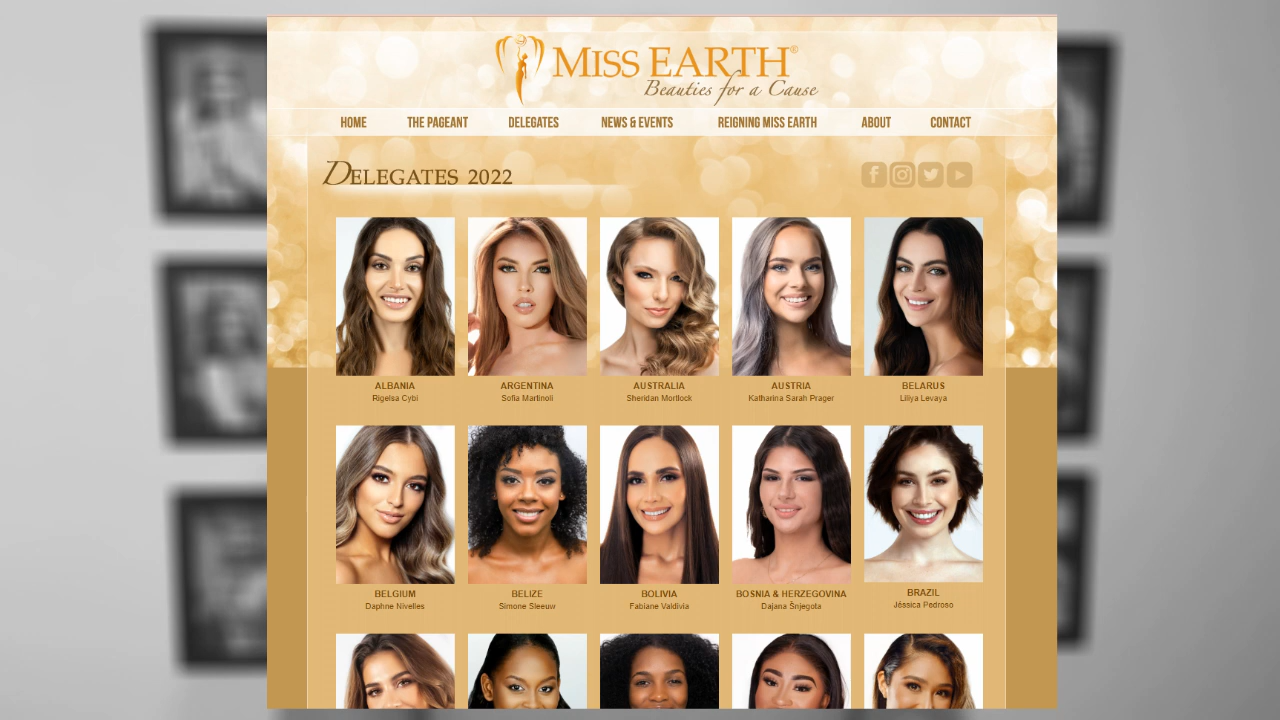 MISS EARTH®
Beauties for a Cause
HOME THE PAGEANT DELEGATES NEWS & EVENTS REIGNING MISS EARTH ABOUT CONTACT
DELEGATES 2022
ALBANIA ARGENTINA AUSTRALIA AUSTRIA BELARUS
Rigelsa Cybi Sofia Martinoli Sheridan Mortlock Katharina Sarah Prager Liliya Levaya
BELGIUM BELIZE BOLIVIA BOSNIA & HERZEGOVINA BRAZIL
Daphne Nivelles Simone Sleeuw Fabiane Valdivia Dajana Šnjegota Jéssica Pedroso